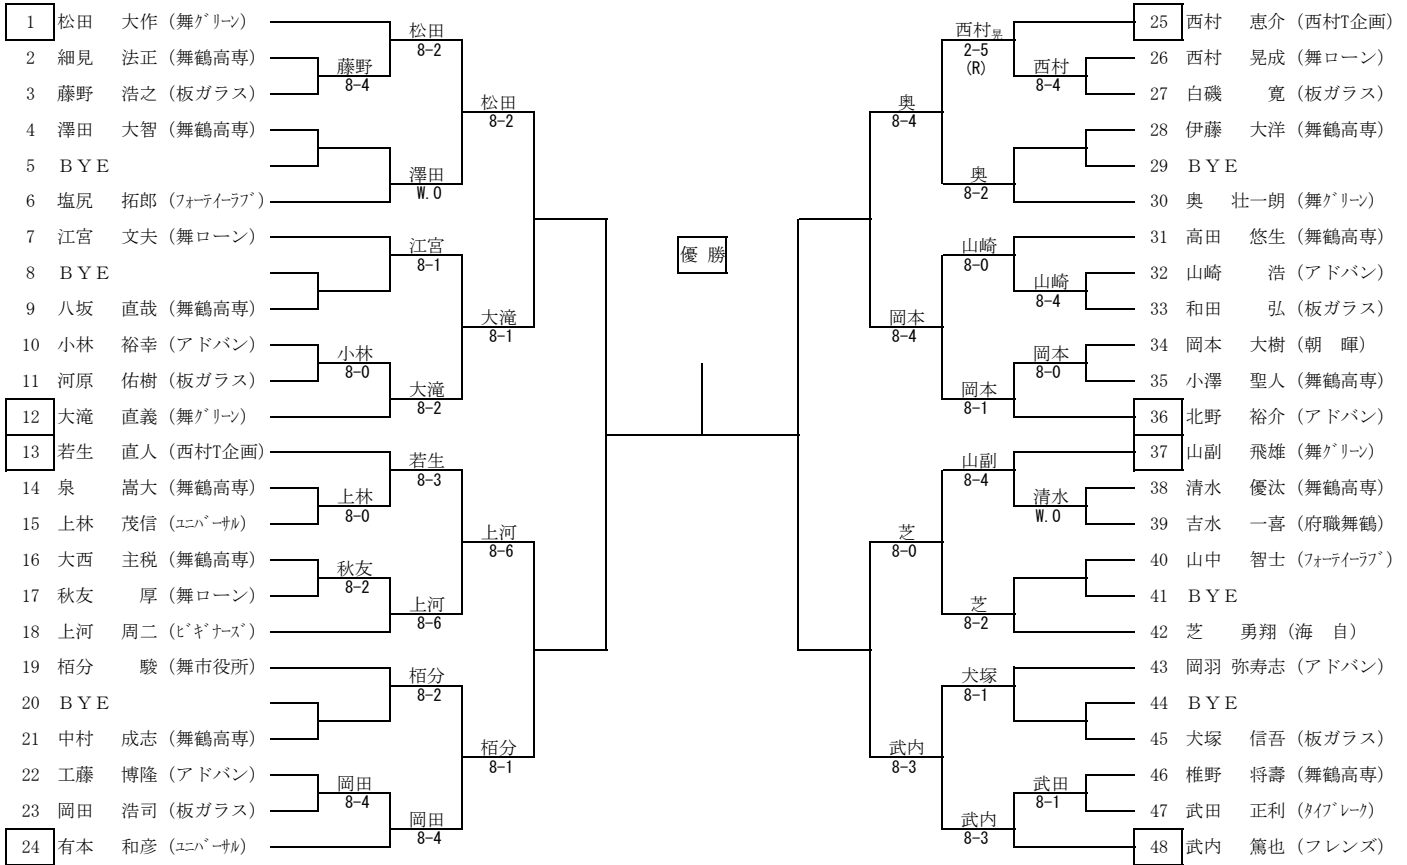 1 松田 大作 (舞グリーン)
2 細見 法正 (舞鶴高専)
3 藤野 浩之 (板ガラス)
4 澤田 大智 (舞鶴高専)
5 BYE
6 塩尻 拓郎 (フォーティーラブ)
7 江宮 文夫 (舞ローン)
8 BYE
9 八坂 直哉 (舞鶴高専)
10 小林 裕幸 (アドバン)
11 河原 佑樹 (板ガラス)
12 大滝 直義 (舞グリーン)
13 若生 直人 (西村T企画)
14 泉 嵩大 (舞鶴高専)
15 上林 茂信 (ユニバーサル)
16 大西 主税 (舞鶴高専)
17 秋友 厚 (舞ローン)
18 上河 周二 (ビギナーズ)
19 栢分 駿 (舞市役所)
20 BYE
21 中村 成志 (舞鶴高専)
22 工藤 博隆 (アドバン)
23 岡田 浩司 (板ガラス)
24 有本 和彦 (ユニバーサル)
藤野
8-4
小林
8-0
上林
8-0
秋友
8-2
岡田
8-4
松田
8-2
澤田
W.O
江宮
8-1
大滝
8-2
若生
8-3
上河
8-6
栢分
8-2
岡田
8-4
松田
8-2
大滝
8-1
上河
8-6
栢分
8-1
優勝
奥
8-4
岡本
8-4
芝
8-0
武内
8-3
西村晃
2-5
(R)
奥
8-2
山崎
8-0
岡本
8-1
山副
8-4
芝
8-2
犬塚
8-1
武内
8-3
西村
8-4
山崎
8-4
岡本
8-0
清水
W.O
武田
8-1
25 西村 恵介 (西村T企画)
26 西村 晃成 (舞ローン)
27 白磯 寛 (板ガラス)
28 伊藤 大洋 (舞鶴高専)
29 BYE
30 奥 壮一朗 (舞グリーン)
31 高田 悠生 (舞鶴高専)
32 山崎 浩 (アドバン)
33 和田 弘 (板ガラス)
34 岡本 大樹 (朝 暉)
35 小澤 聖人 (舞鶴高専)
36 北野 裕介 (アドバン)
37 山副 飛雄 (舞グリーン)
38 清水 優汰 (舞鶴高専)
39 吉水 一喜 (府職舞鶴)
40 山中 智士 (フォーティーラブ)
41 BYE
42 芝 勇翔 (海 自)
43 岡羽 弥寿志 (アドバン)
44 BYE
45 犬塚 信吾 (板ガラス)
46 椎野 将壽 (舞鶴高専)
47 武田 正利 (タイブレーク)
48 武内 篤也 (フレンズ)